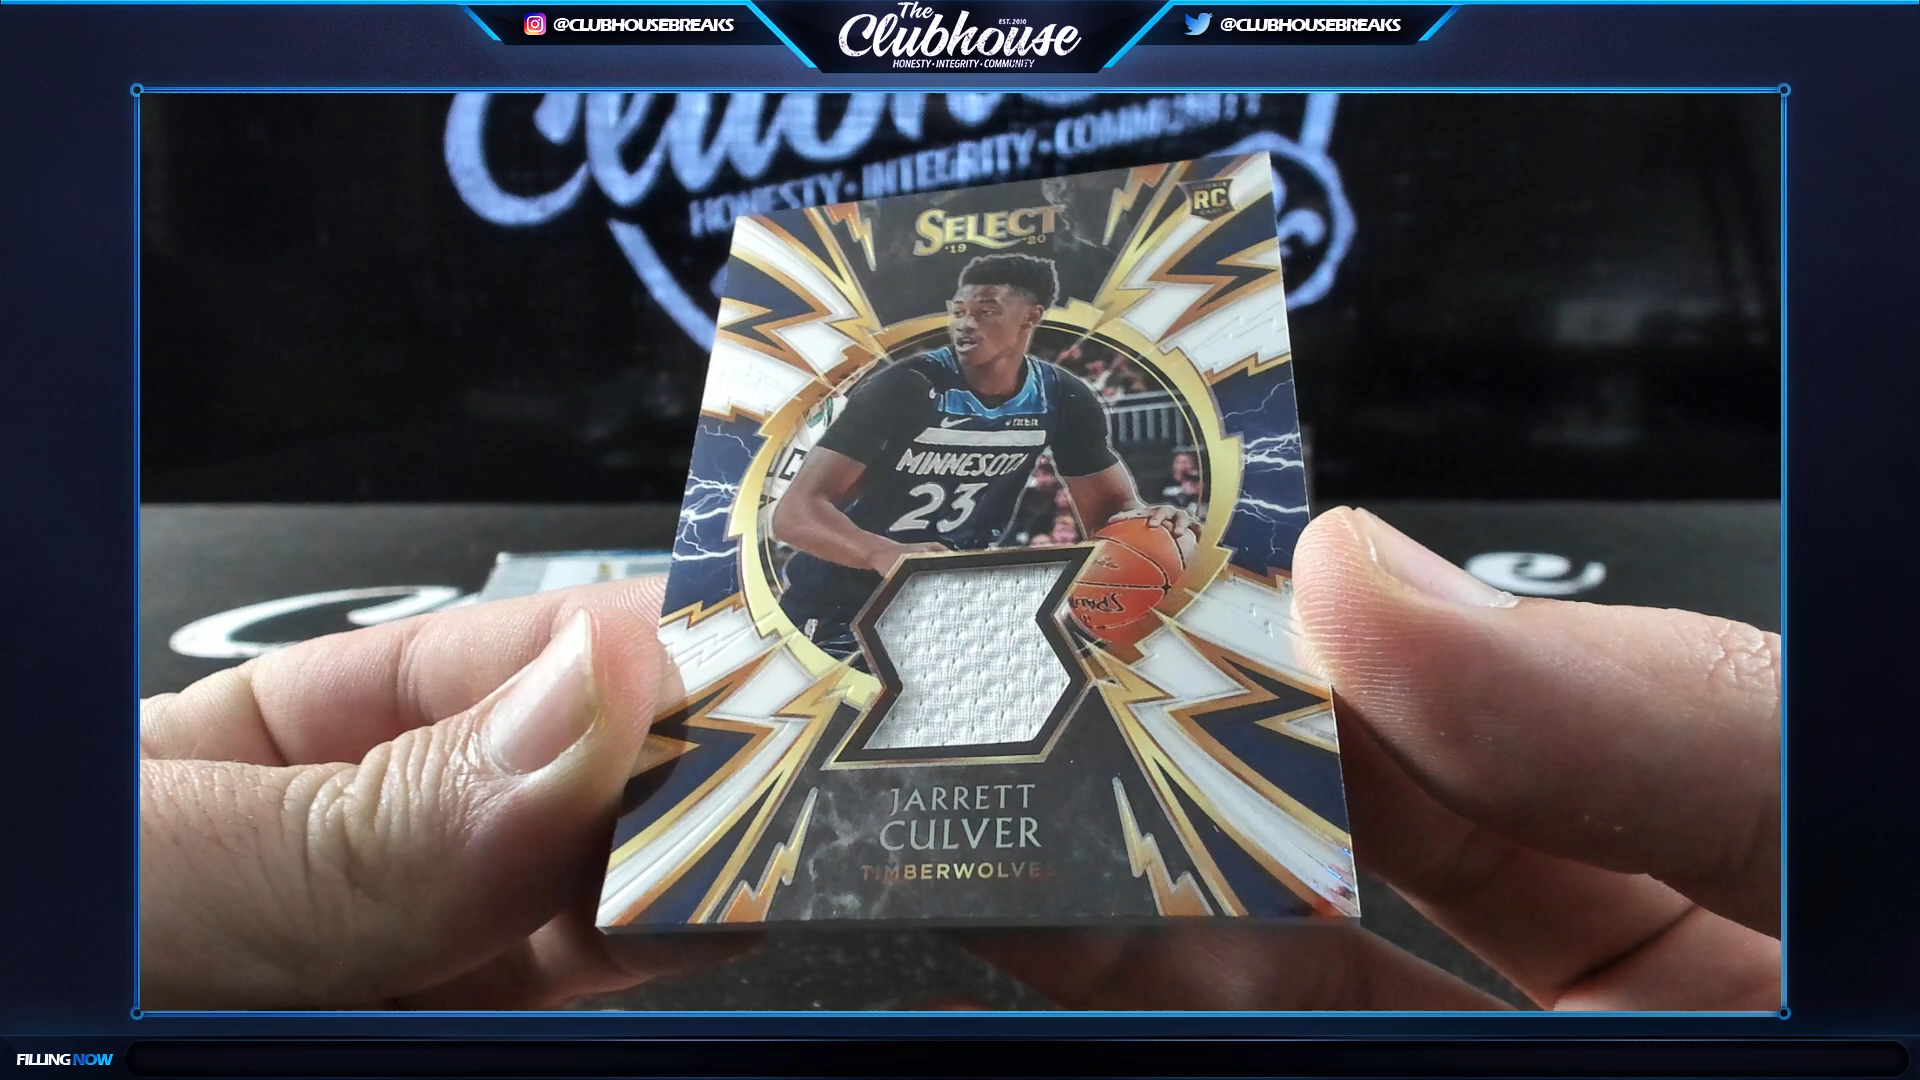 @CLUBHOUSEBREAKS
The
EST. 2010
Clubhouse
HONESTY • INTEGRITY • COMMUNITY
@CLUBHOUSEBREAKS
HONESTY • INTEGRITY • COMMUNITY
RC
SELECT
'19 '20
MINNESOTA
23
SPALDING
JARRETT
CULVER
TIMBERWOLVES
FILLING NOW